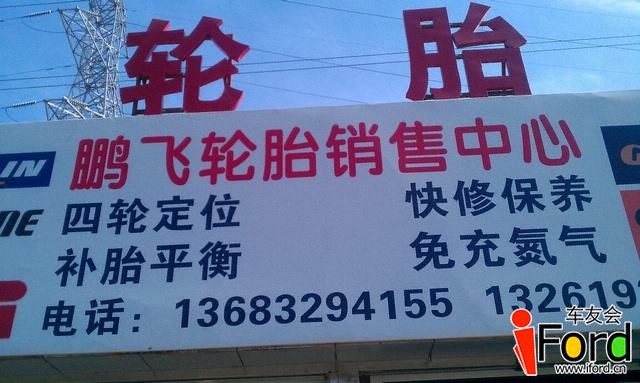 轮胎
鹏飞轮胎销售中心
四轮定位 快修保养
补胎平衡 免充氮气
电话：13683294155 1326192
车友会
iFord
www.iford.cn